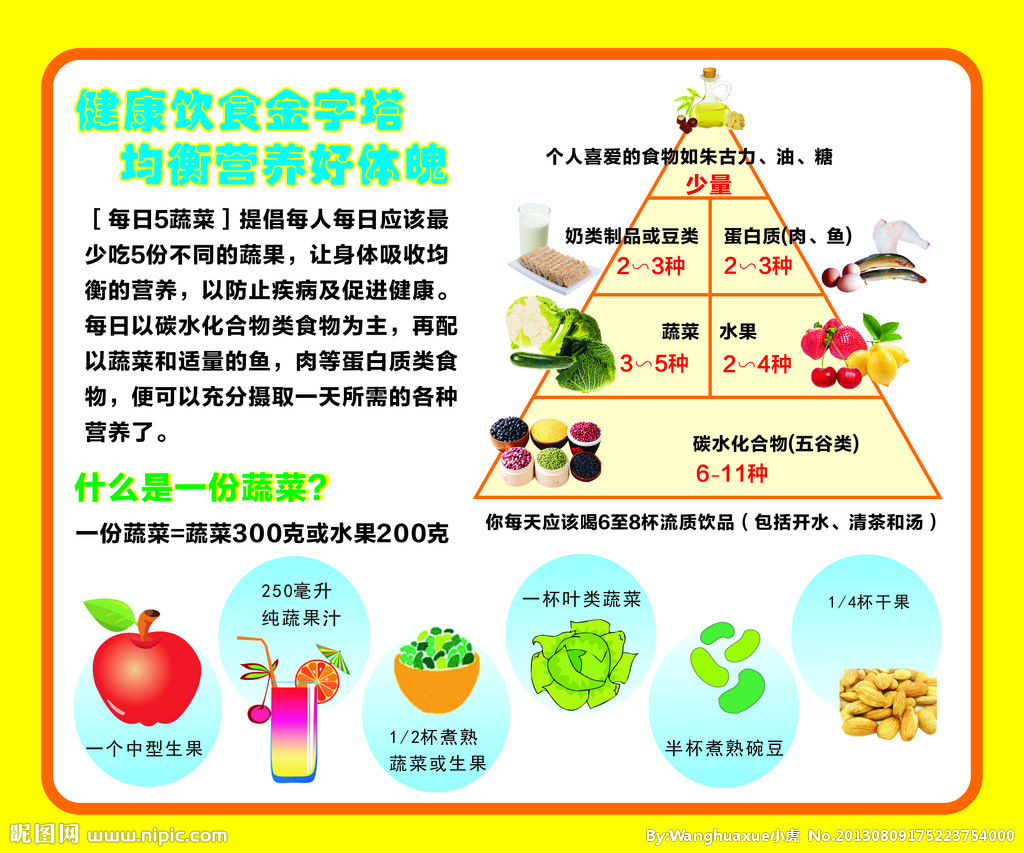 健康饮食金字塔
均衡营养好体魄
［每日5蔬菜］提倡每人每日应该最
少吃5份不同的蔬果，让身体吸收均
衡的营养，以防止疾病及促进健康。
每日以碳水化合物类食物为主，再配
以蔬菜和适量的鱼，肉等蛋白质类食
物，便可以充分摄取一天所需的各种
营养了。
什么是一份蔬菜?
一份蔬菜=蔬菜300克或水果200克
个人喜爱的食物如朱古力、油、糖
少量
奶类制品或豆类
2～3种
蛋白质(肉、鱼)
2～3种
蔬菜
3～5种
水果
2～4种
碳水化合物(五谷类)
6-11种
你每天应该喝6至8杯流质饮品（包括开水、清茶和汤）
一个中型生果
250毫升
纯蔬果汁
1/2杯煮熟
蔬菜或生果
一杯叶类蔬菜
半杯煮熟碗豆
1/4杯干果
昵图网 www.nipic.com
By:Wanghuaxue小虎 No.20130809175223754000